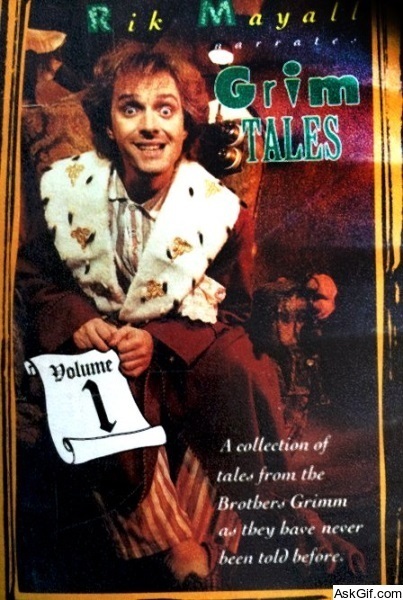 Rik Mayall
narrates
Grim
TALES
Volume
1
A collection of
tales from the
Brothers Grimm
as they have never
been told before.
AskGif.com